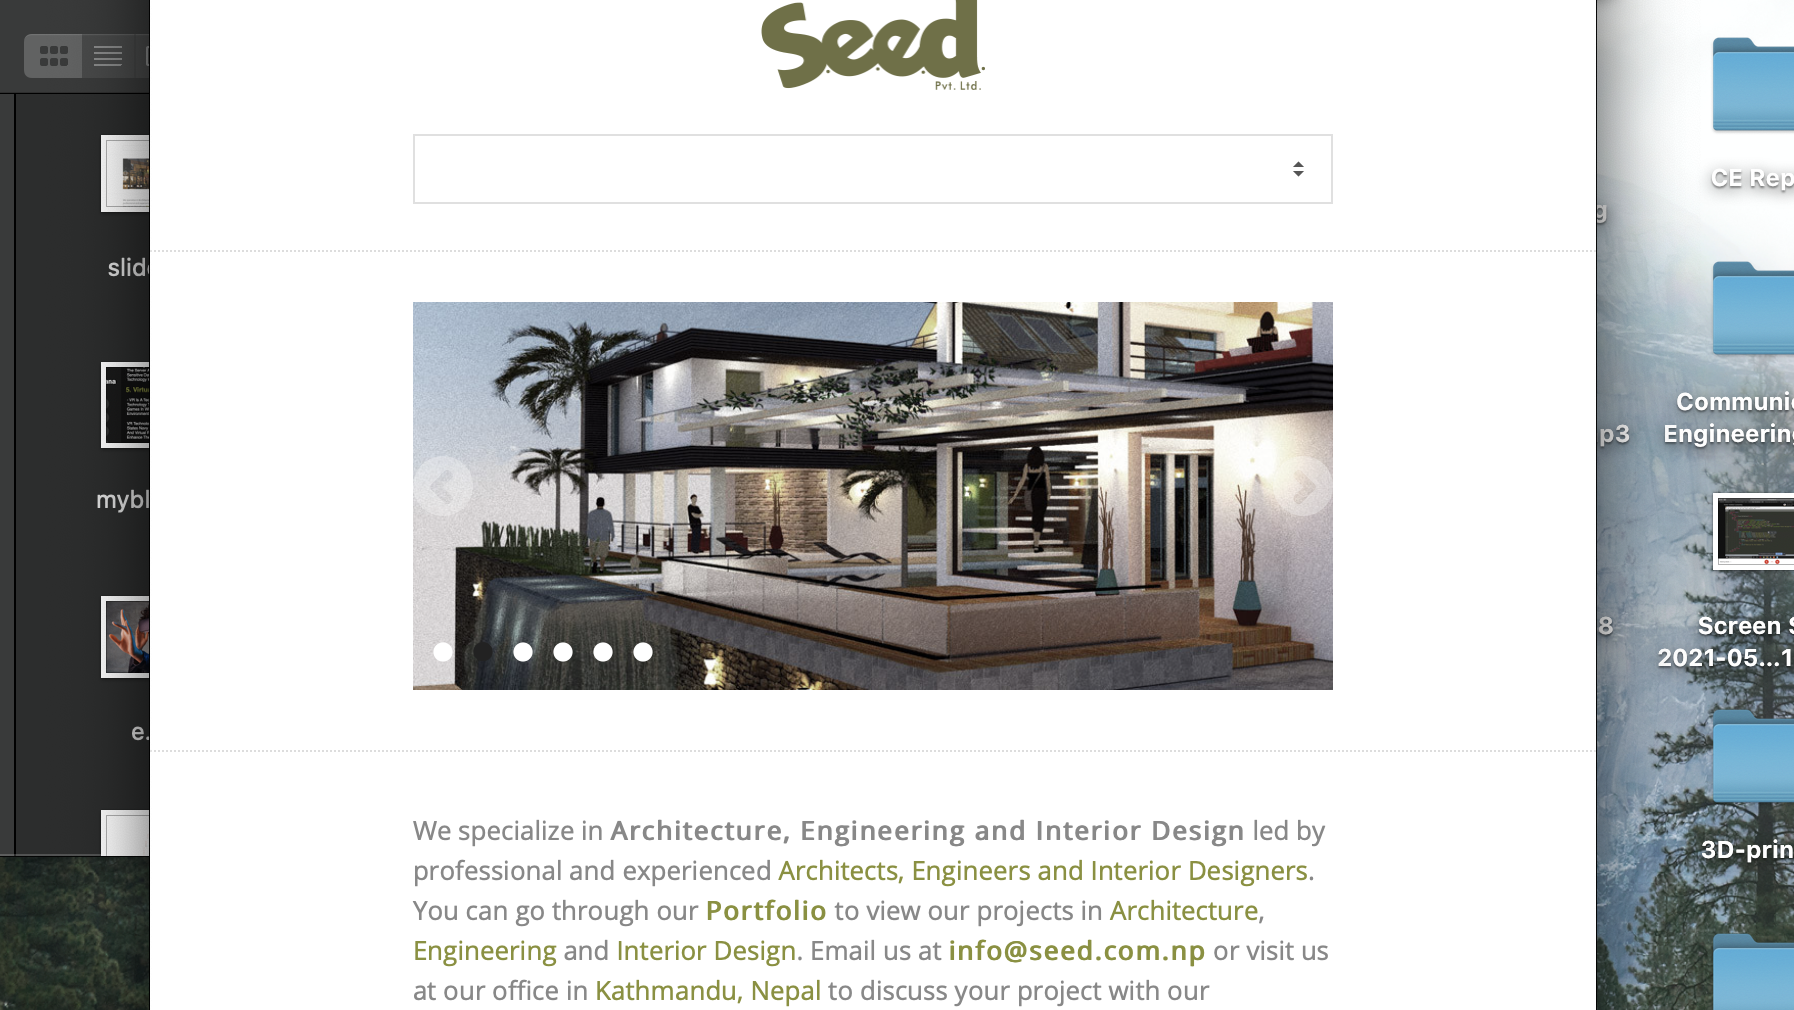 S.e.e.d.
Pvt. Ltd.
We specialize in Architecture, Engineering and Interior Design led by
professional and experienced Architects, Engineers and Interior Designers.
You can go through our Portfolio to view our projects in Architecture,
Engineering and Interior Design. Email us at info@seed.com.np or visit us
at our office in Kathmandu, Nepal to discuss your project with our
slid
mybl
e.
g
p3
8
CE Rep
Communi
Engineering
Screen S
2021-05...1
3D-prin